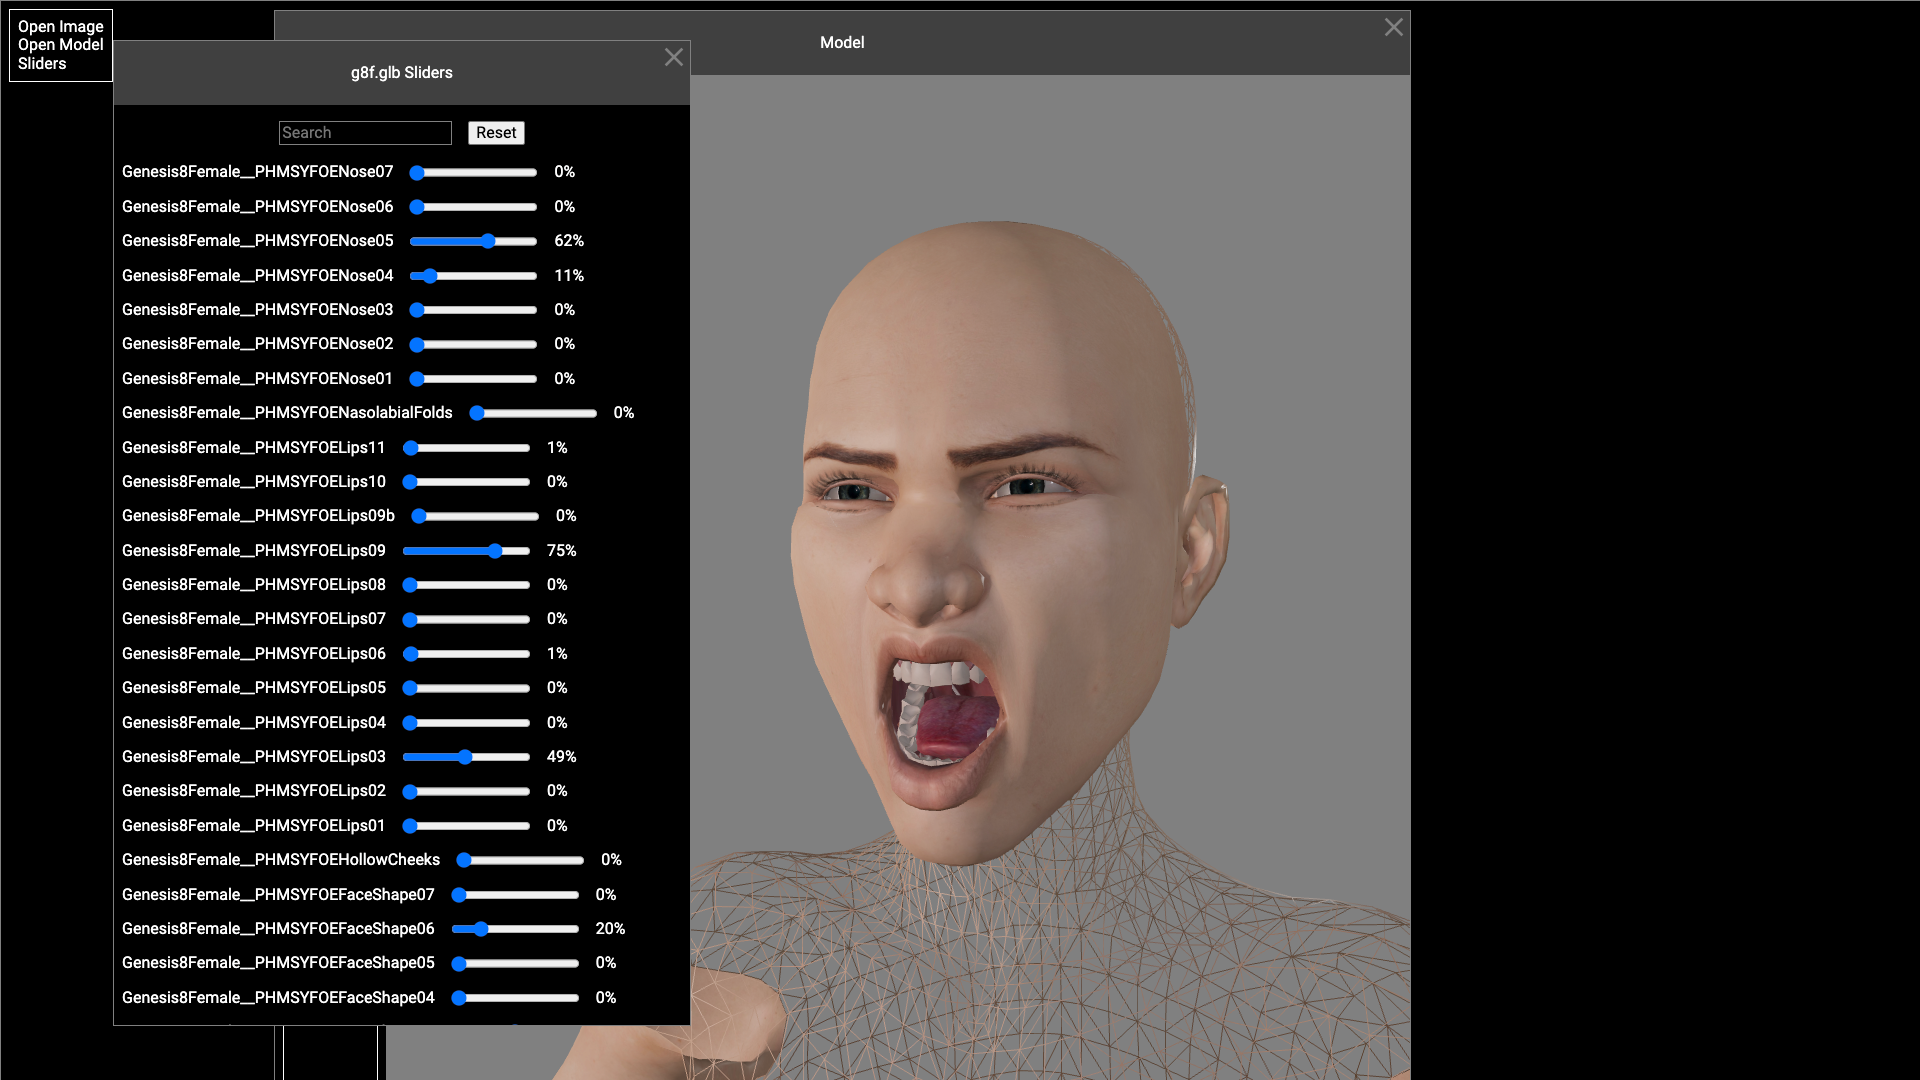 Open Image
Open Model
Sliders
Model
g8f.glb Sliders
Search Reset
Genesis8Female__PHMSYFOENose07 0%
Genesis8Female__PHMSYFOENose06 0%
Genesis8Female__PHMSYFOENose05 62%
Genesis8Female__PHMSYFOENose04 11%
Genesis8Female__PHMSYFOENose03 0%
Genesis8Female__PHMSYFOENose02 0%
Genesis8Female__PHMSYFOENose01 0%
Genesis8Female__PHMSYFOENasolabialFolds 0%
Genesis8Female__PHMSYFOELips11 1%
Genesis8Female__PHMSYFOELips10 0%
Genesis8Female__PHMSYFOELips09b 0%
Genesis8Female__PHMSYFOELips09 75%
Genesis8Female__PHMSYFOELips08 0%
Genesis8Female__PHMSYFOELips07 0%
Genesis8Female__PHMSYFOELips06 1%
Genesis8Female__PHMSYFOELips05 0%
Genesis8Female__PHMSYFOELips04 0%
Genesis8Female__PHMSYFOELips03 49%
Genesis8Female__PHMSYFOELips02 0%
Genesis8Female__PHMSYFOELips01 0%
Genesis8Female__PHMSYFOEHollowCheeks 0%
Genesis8Female__PHMSYFOEFaceShape07 0%
Genesis8Female__PHMSYFOEFaceShape06 20%
Genesis8Female__PHMSYFOEFaceShape05 0%
Genesis8Female__PHMSYFOEFaceShape04 0%